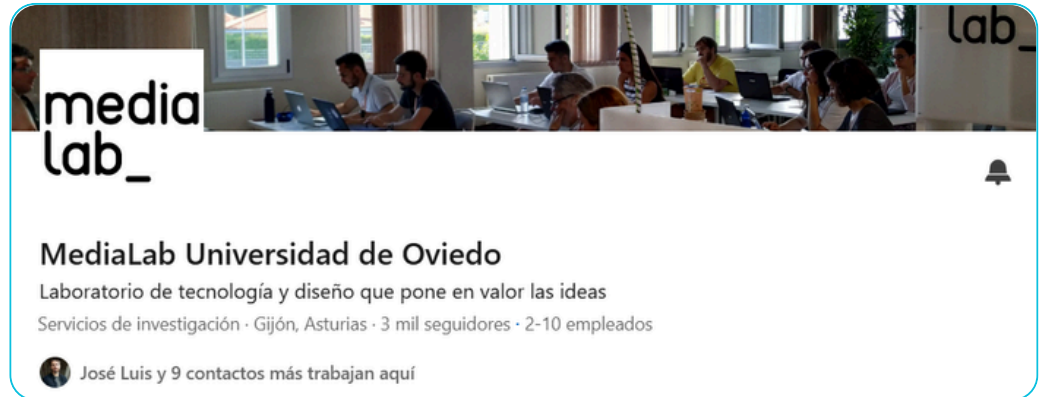 lab_
media
lab_
MediaLab Universidad de Oviedo
Laboratorio de tecnología y diseño que pone en valor las ideas
Servicios de investigación · Gijón, Asturias · 3 mil seguidores · 2-10 empleados
José Luis y 9 contactos más trabajan aquí